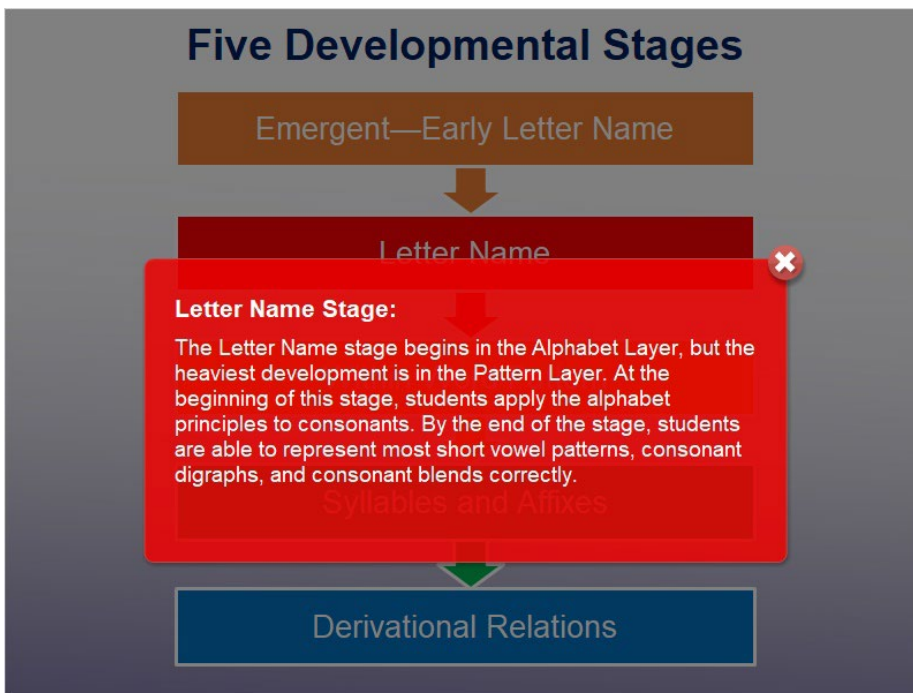 Five Developmental Stages
Emergent—Early Letter Name
Letter Name
Letter Name Stage:
The Letter Name stage begins in the Alphabet Layer, but the
heaviest development is in the Pattern Layer. At the
beginning of this stage, students apply the alphabet
principles to consonants. By the end of the stage, students
are able to represent most short vowel patterns, consonant
digraphs, and consonant blends correctly.
Syllables and Affixes
Derivational Relations